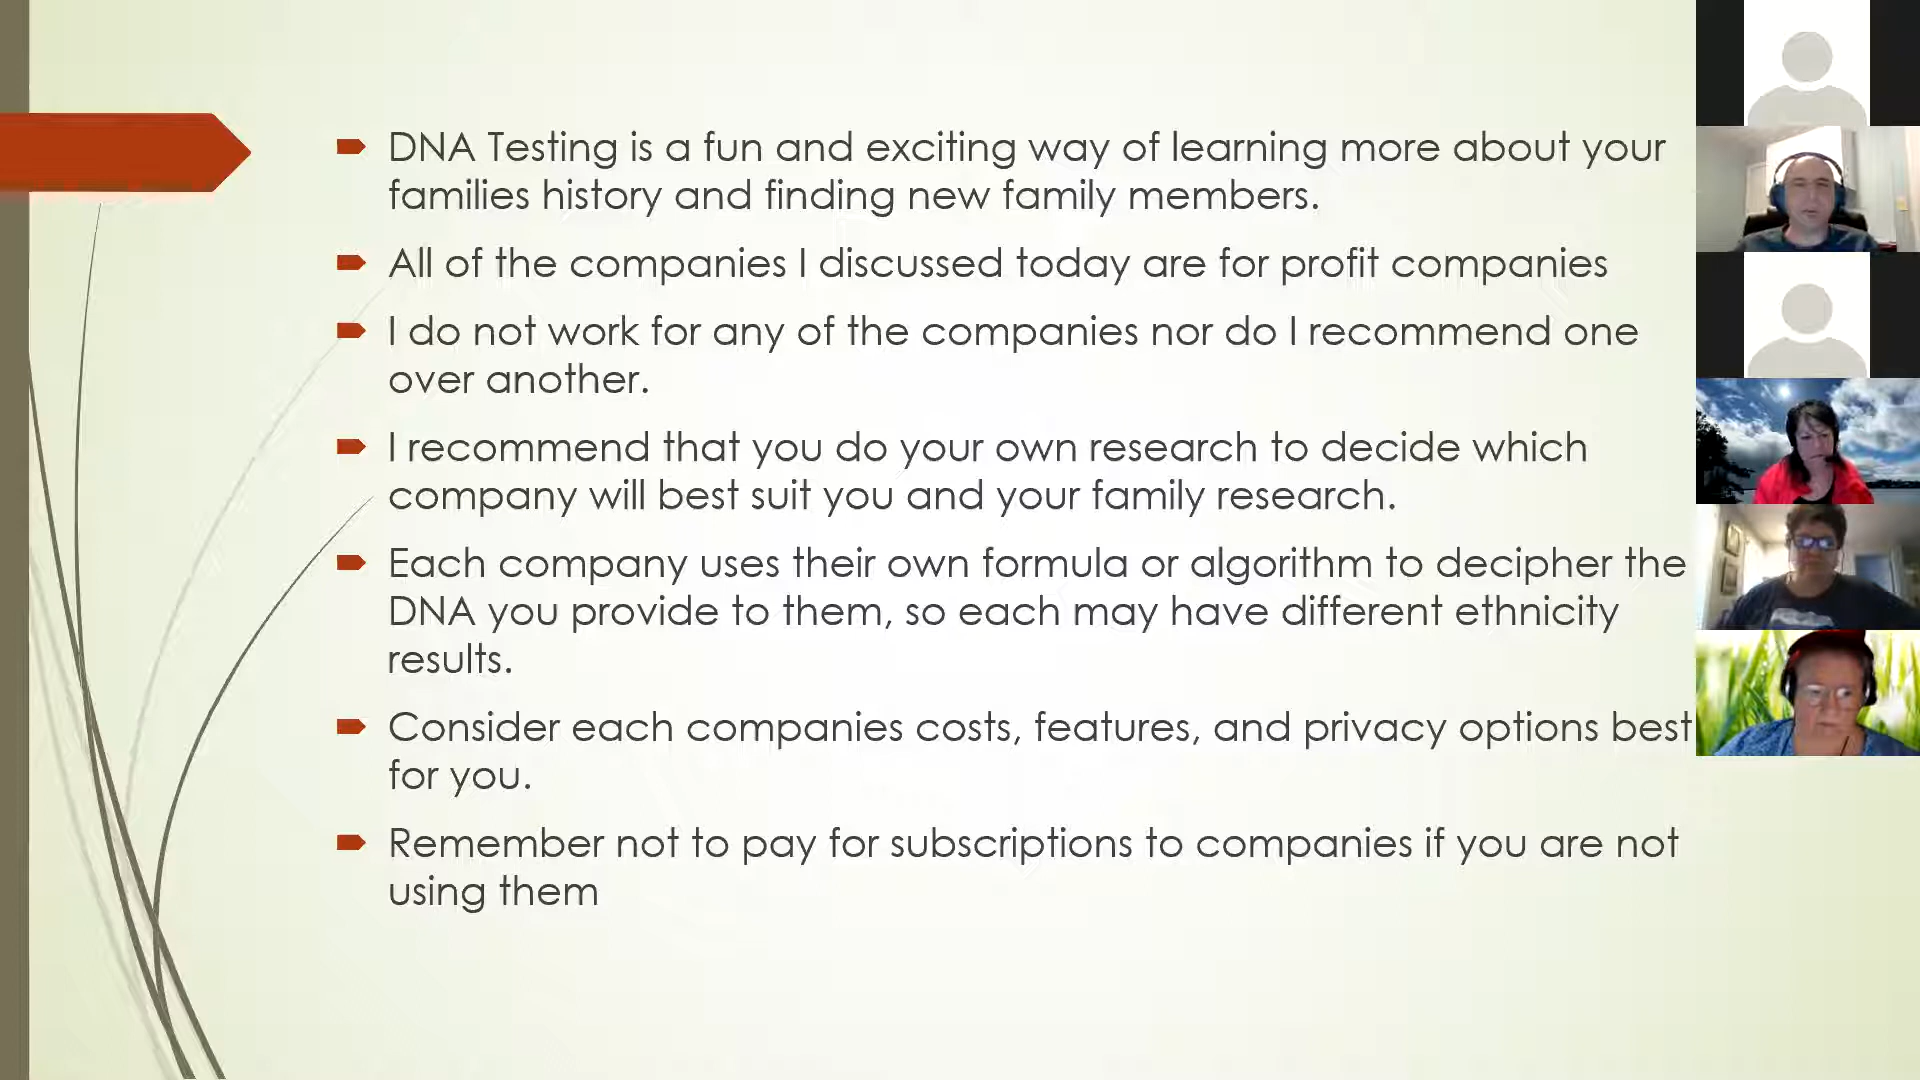 DNA Testing is a fun and exciting way of learning more about your
families history and finding new family members.
All of the companies I discussed today are for profit companies
I do not work for any of the companies nor do I recommend one
over another.
I recommend that you do your own research to decide which
company will best suit you and your family research.
Each company uses their own formula or algorithm to decipher the
DNA you provide to them, so each may have different ethnicity
results.
Consider each companies costs, features, and privacy options best
for you.
Remember not to pay for subscriptions to companies if you are not
using them